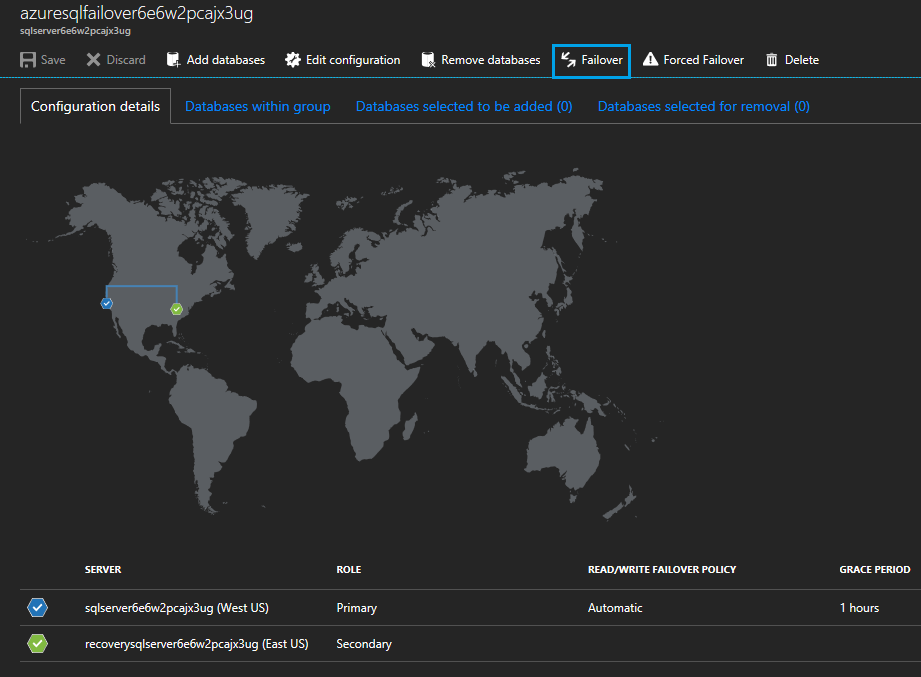 azuresqlfailover6e6w2pcajx3ug
sqlserver6e6w2pcajx3ug
Save Discard Add databases Edit configuration Remove databases Failover Forced Failover Delete
Configuration details Databases within group Databases selected to be added (0) Databases selected for removal (0)
SERVER ROLE READ/WRITE FAILOVER POLICY GRACE PERIOD
sqlserver6e6w2pcajx3ug (West US) Primary Automatic 1 hours
recoverysqlserver6e6w2pcajx3ug (East US) Secondary